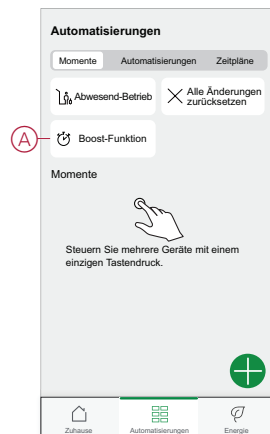 Automatisierungen
Momente Automatisierungen Zeitpläne
Abwesend-Betrieb
Alle Änderungen
zurücksetzen
A
Boost-Funktion
Momente
Steuern Sie mehrere Geräte mit einem
einzigen Tastendruck.
Zuhause Automatisierungen Energie